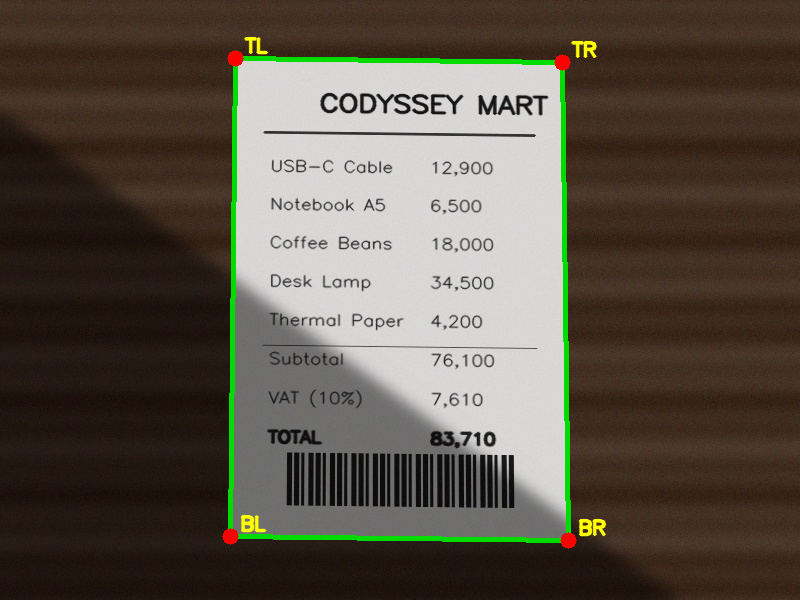 TL TR
CODYSSEY MART
USB-C Cable 12,900
Notebook A5 6,500
Coffee Beans 18,000
Desk Lamp 34,500
Thermal Paper 4,200
Subtotal 76,100
VAT (10%) 7,610
TOTAL 83,710
BL BR